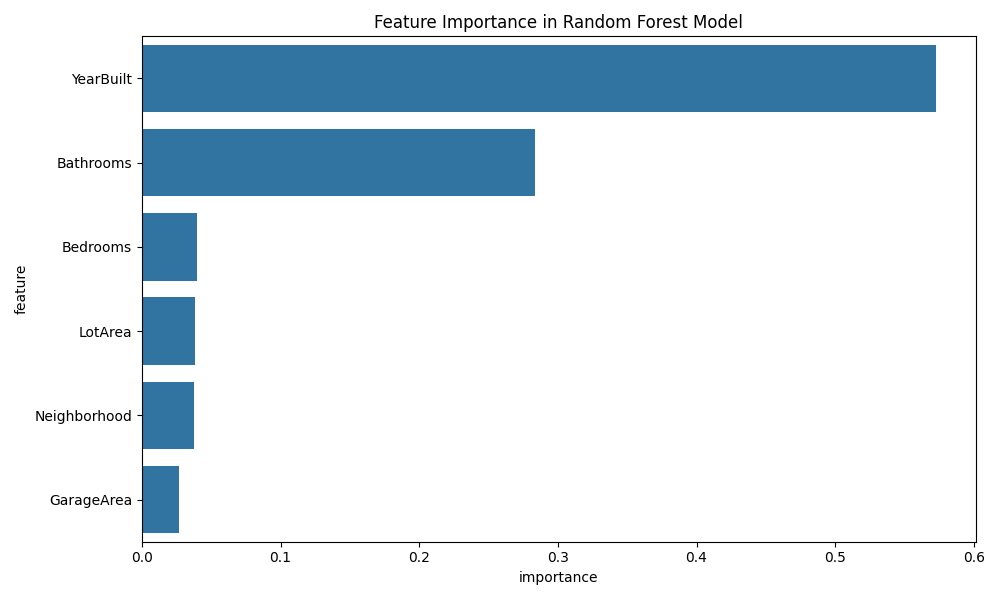 Feature Importance in Random Forest Model
YearBuilt
Bathrooms
Bedrooms
LotArea
Neighborhood
GarageArea
feature
0.0 0.1 0.2 0.3 0.4 0.5 0.6
importance